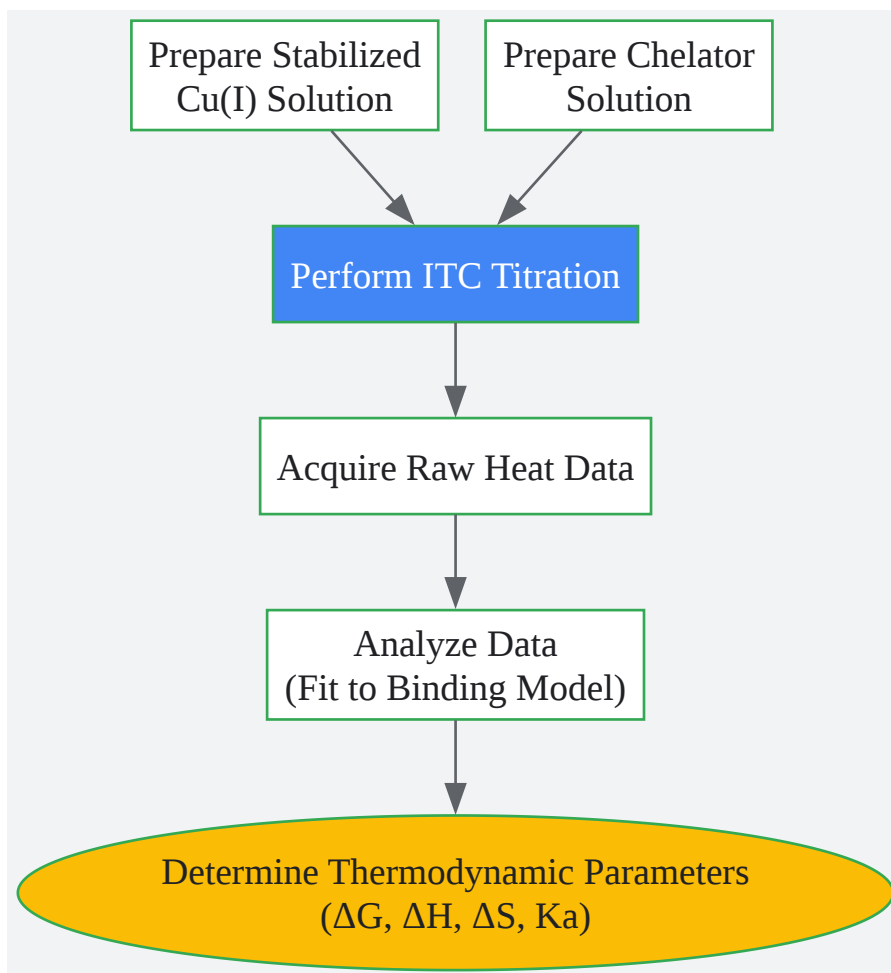 Prepare Stabilized
Cu(I) Solution
Prepare Chelator
Solution
Perform ITC Titration
Acquire Raw Heat Data
Analyze Data
(Fit to Binding Model)
Determine Thermodynamic Parameters
(ΔG, ΔH, ΔS, Ka)